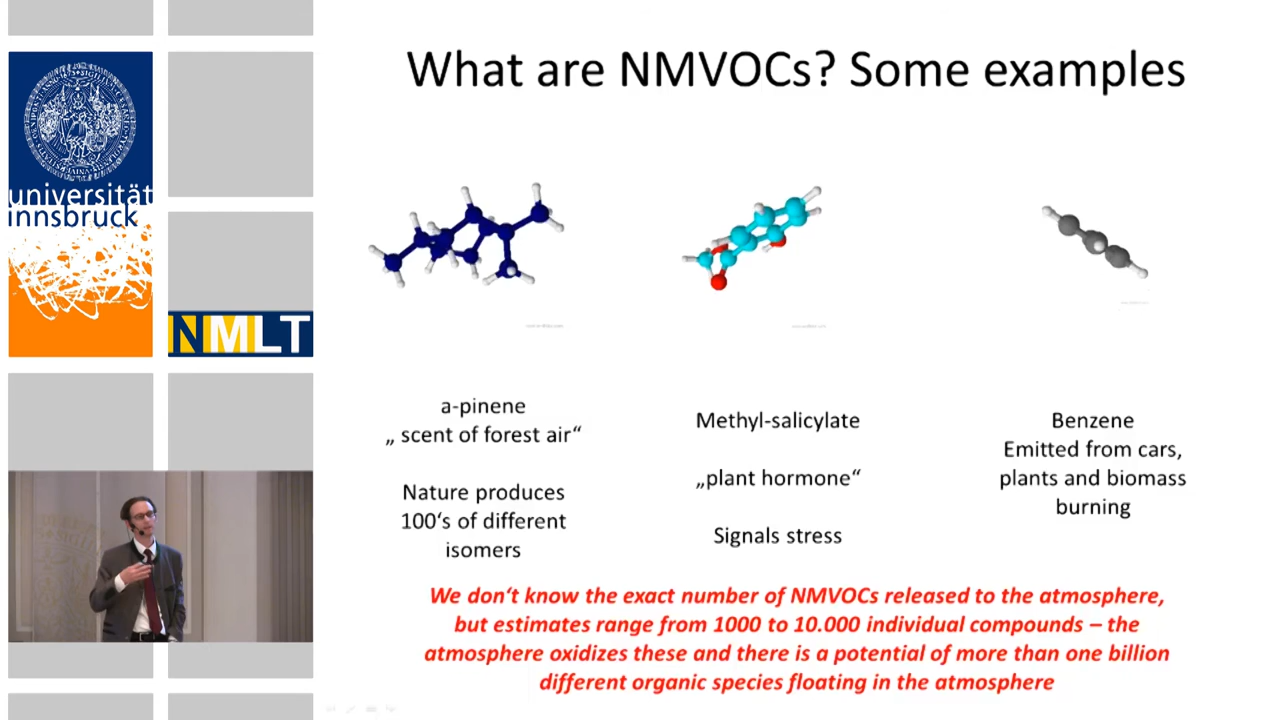 What are NMVOCs? Some examples
universität
innsbruck
NMLT
a-pinene
„ scent of forest air“
Nature produces
100‘s of different
isomers
Methyl-salicylate
„plant hormone“
Signals stress
Benzene
Emitted from cars,
plants and biomass
burning
We don‘t know the exact number of NMVOCs released to the atmosphere,
but estimates range from 1000 to 10.000 individual compounds – the
atmosphere oxidizes these and there is a potential of more than one billion
different organic species floating in the atmosphere